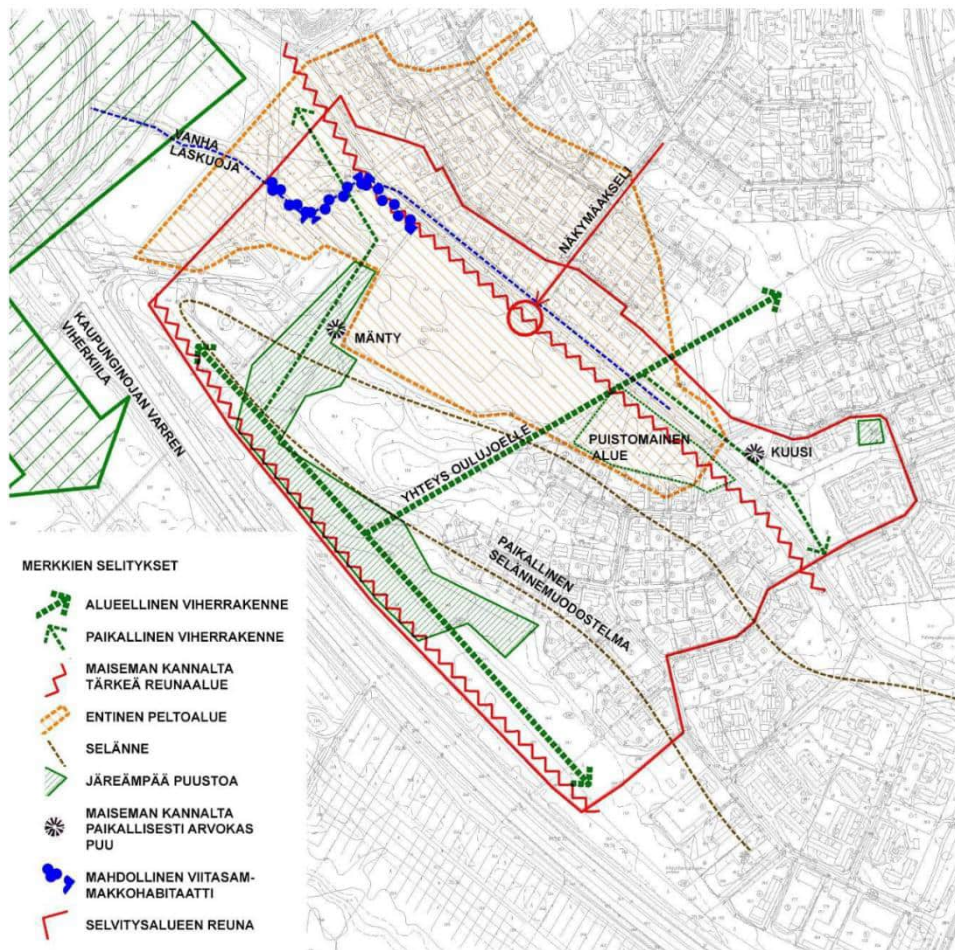 VANHA
LASKUOJA
NÄKYMÄAKSELI
MÄNTY
KAUPUNGINOJAN VARREN
VIHERKIILA
YHTEYS OULUJOELLE
PUISTOMAINEN
ALUE
KUUSI
PAIKALLINEN
SELÄNNEMUODOSTELMA
MERKKIEN SELITYKSET
ALUEELLINEN VIHERRAKENNE
PAIKALLINEN VIHERRAKENNE
MAISEMAN KANNALTA
TÄRKEÄ REUNAALUE
ENTINEN PELTOALUE
SELÄNNE
JÄREÄMPÄÄ PUUSTOA
MAISEMAN KANNALTA
PAIKALLISESTI ARVOKAS
PUU
MAHDOLLINEN VIITASAM-
MAKKOHABITAATTI
SELVITYSALUEEN REUNA